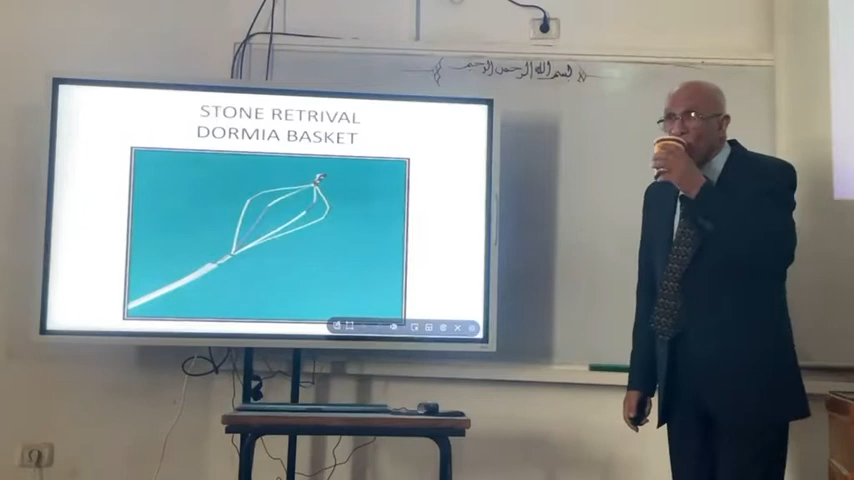 بسم الله الرحمن الرحيم
STONE RETRIVAL
DORMIA BASKET